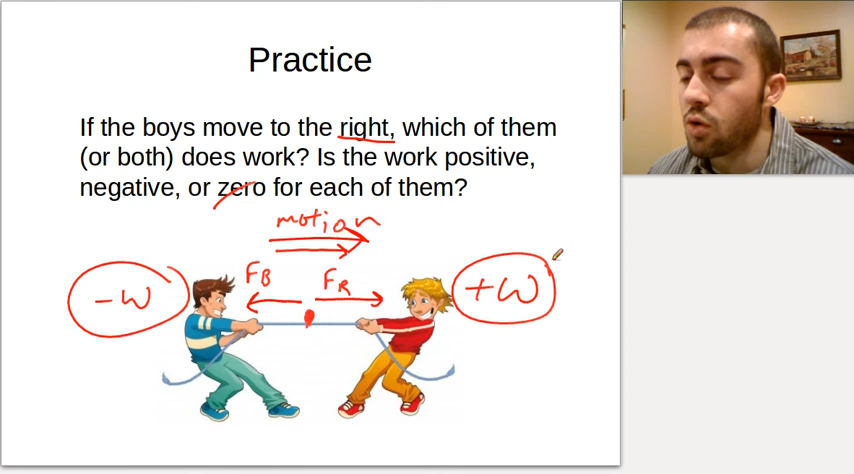 Practice
If the boys move to the right, which of them
(or both) does work? Is the work positive,
negative, or zero for each of them?
motion
FB
FR
-W
+W